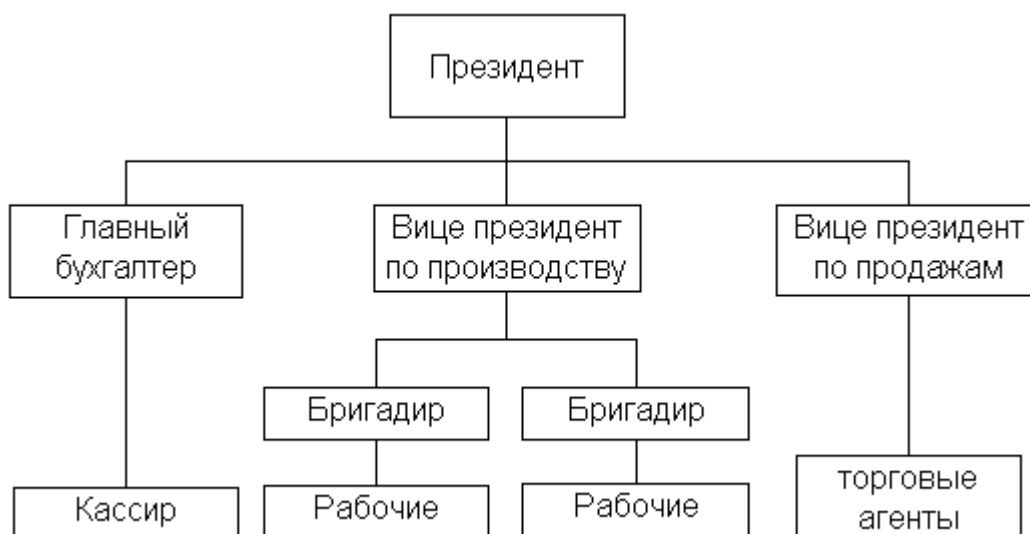 Президент
Главный
бухгалтер
Вице президент
по производству
Вице президент
по продажам
Бригадир
Бригадир
Кассир
Рабочие
Рабочие
торговые
агенты